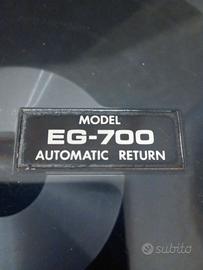 MODEL
EG-700
AUTOMATIC RETURN
subito